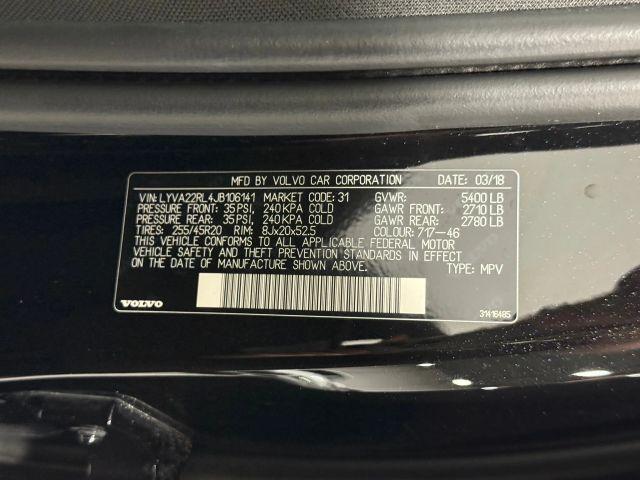 MFD BY VOLVO CAR CORPORATION DATE: 03/18
VIN: LYVA22RL4JB106141 MARKET CODE: 31 GVWR: 5400 LB
PRESSURE FRONT: 35 PSI, 240 KPA COLD GAWR FRONT: 2710 LB
PRESSURE REAR: 35 PSI, 240 KPA COLD GAWR REAR: 2780 LB
TIRES: 255/45R20 RIM: 8Jx20x52.5 COLOUR: 717-46
THIS VEHICLE CONFORMS TO ALL APPLICABLE FEDERAL MOTOR
VEHICLE SAFETY AND THEFT PREVENTION STANDARDS IN EFFECT
ON THE DATE OF MANUFACTURE SHOWN ABOVE. TYPE: MPV
VOLVO 31416485